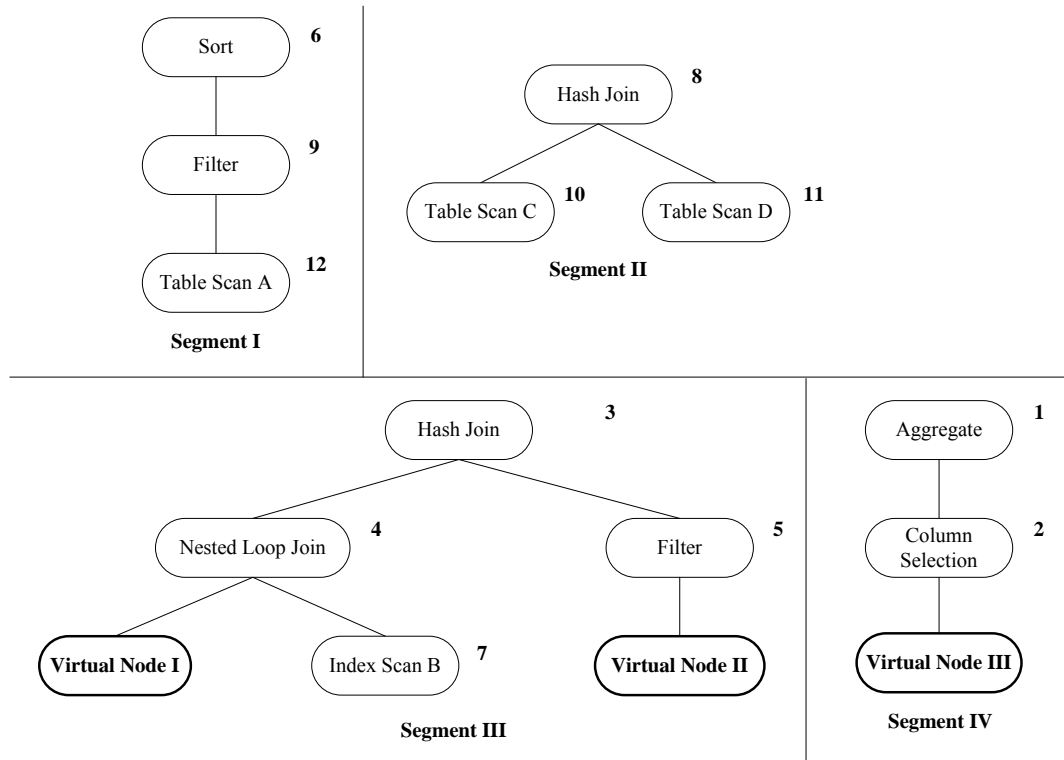 Sort
6
Filter
9
Table Scan A
12
Segment I
Hash Join
8
Table Scan C
10
Table Scan D
11
Segment II
Hash Join
3
Nested Loop Join
4
Filter
5
Virtual Node I
Index Scan B
7
Virtual Node II
Segment III
Aggregate
1
Column
Selection
2
Virtual Node III
Segment IV